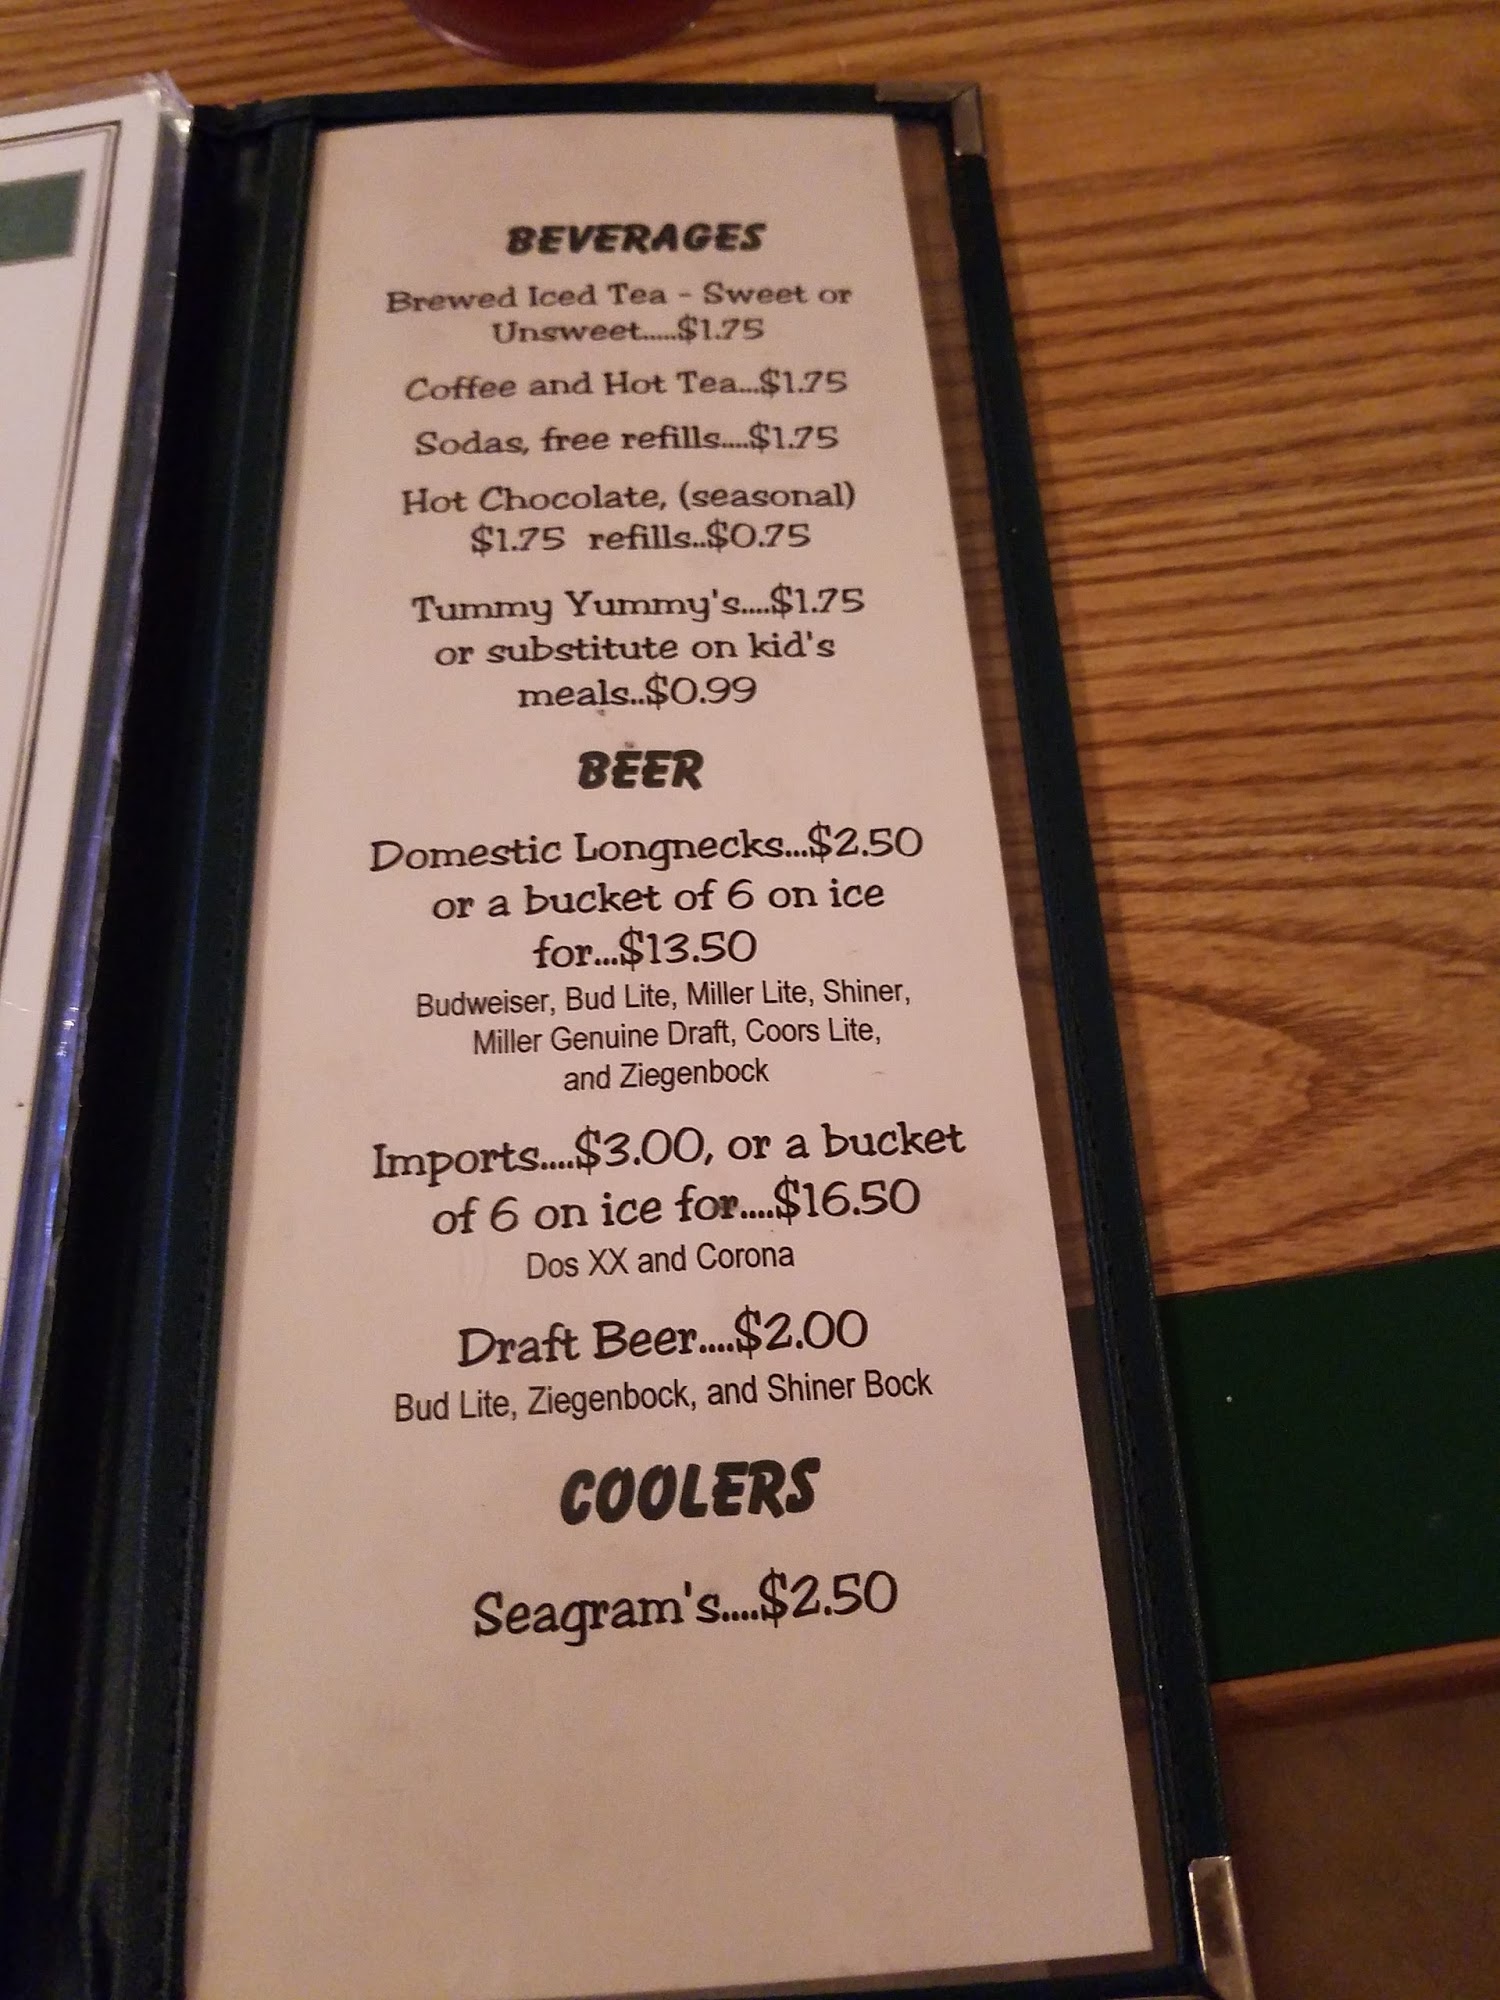 BEVERAGES
Brewed Iced Tea - Sweet or
Unsweet.....$1.75
Coffee and Hot Tea...$1.75
Sodas, free refills....$1.75
Hot Chocolate, (seasonal)
$1.75 refills..$0.75
Tummy Yummy's....$1.75
or substitute on kid's
meals..$0.99
BEER
Domestic Longnecks...$2.50
or a bucket of 6 on ice
for...$13.50
Budweiser, Bud Lite, Miller Lite, Shiner,
Miller Genuine Draft, Coors Lite,
and Ziegenbock
Imports....$3.00, or a bucket
of 6 on ice for....$16.50
Dos XX and Corona
Draft Beer....$2.00
Bud Lite, Ziegenbock, and Shiner Bock
COOLERS
Seagram's....$2.50